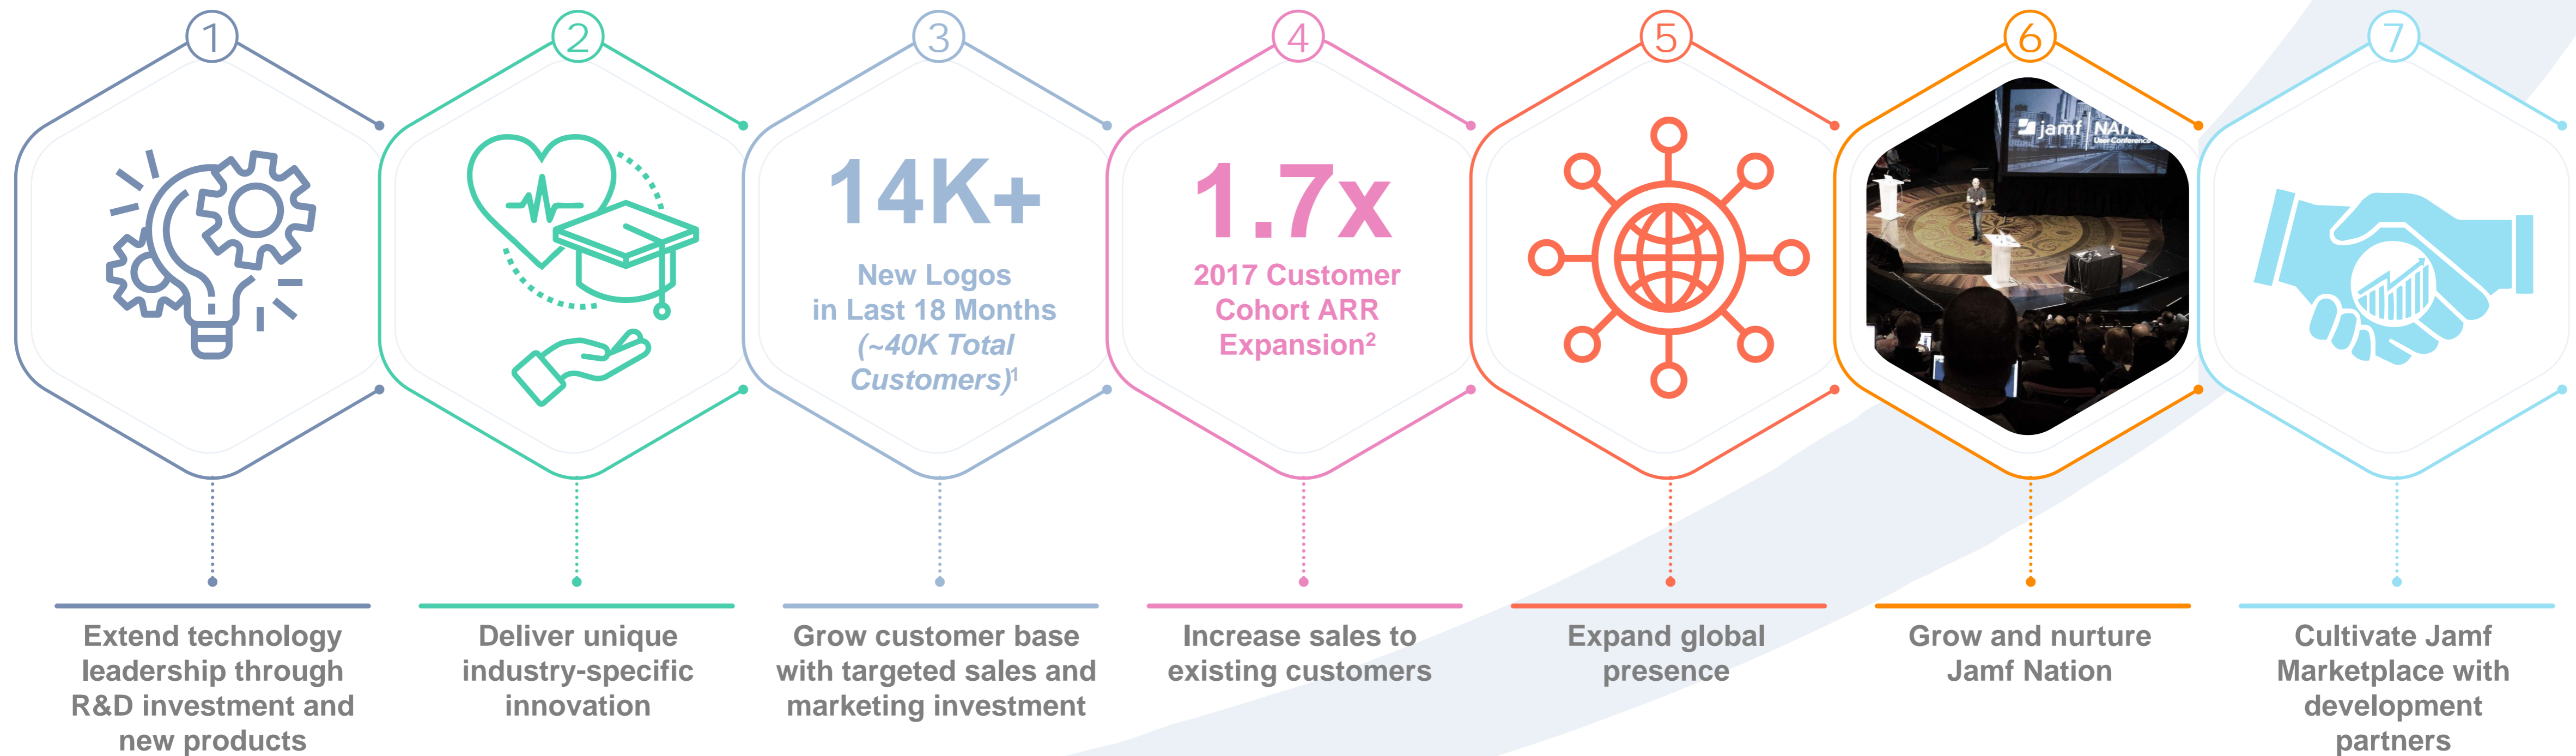 1
2
3
4
5
6
7
14K+
New Logos
in Last 18 Months
(~40K Total
Customers)1
1.7x
2017 Customer
Cohort ARR
Expansion2
jamf
User Conference
Extend technology
leadership through
R&D investment and
new products
Deliver unique
industry-specific
innovation
Grow customer base
with targeted sales and
marketing investment
Increase sales to
existing customers
Expand global
presence
Grow and nurture
Jamf Nation
Cultivate Jamf
Marketplace with
development
partners